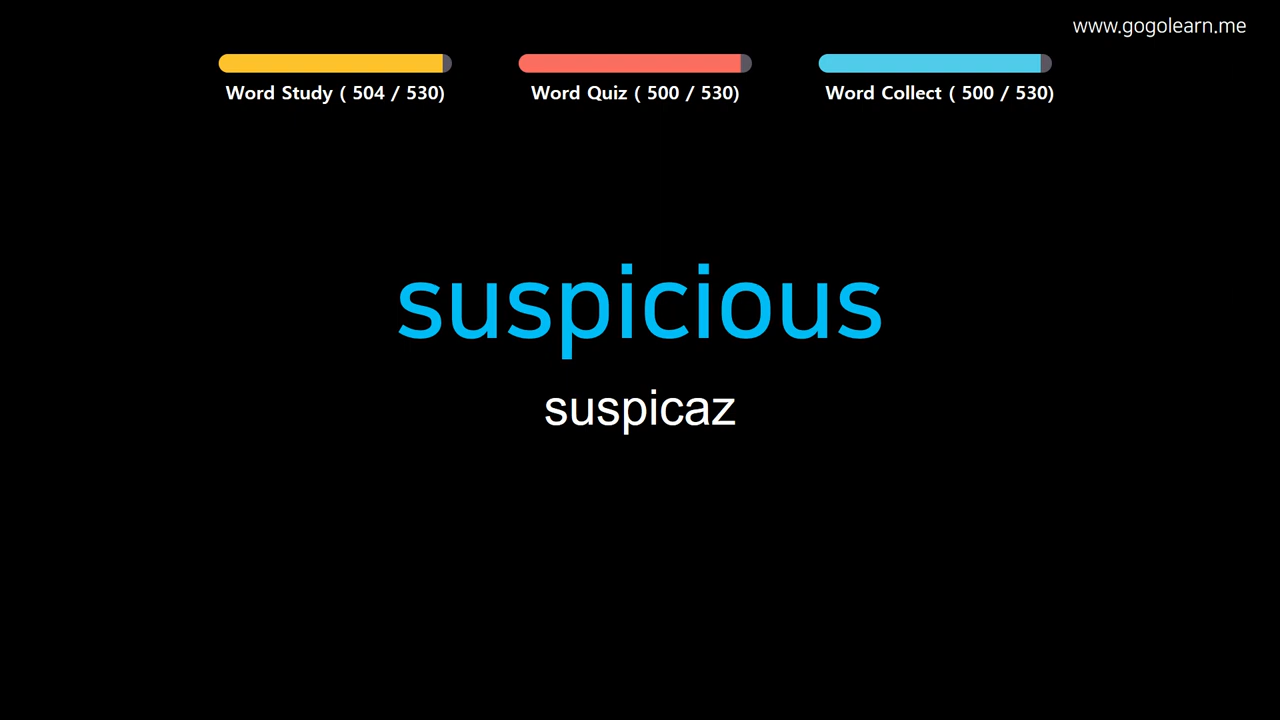 www.gogolearn.me
Word Study ( 504 / 530)
Word Quiz ( 500 / 530)
Word Collect ( 500 / 530)
suspicious
suspicaz